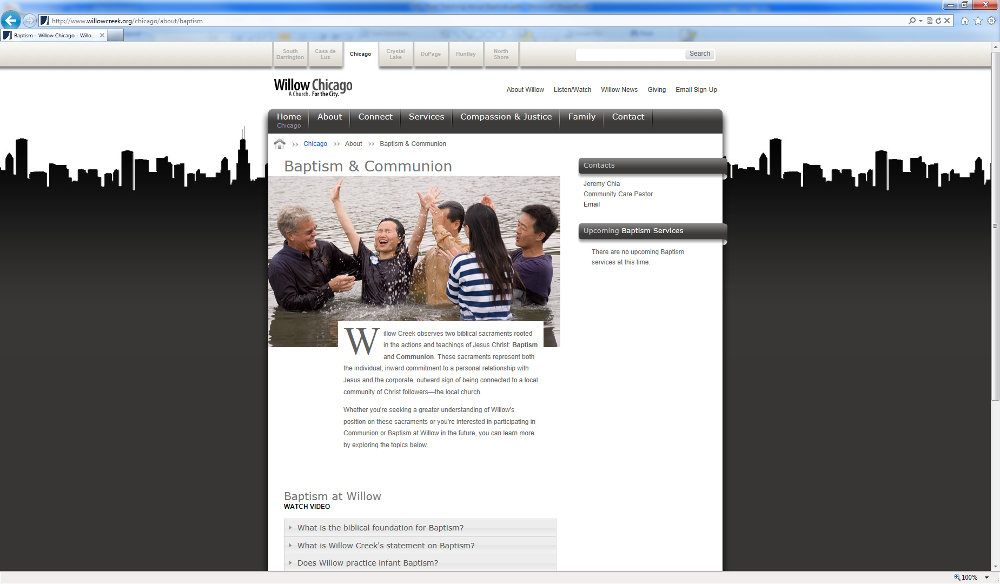 http://www.willowcreek.org/chicago/about/baptism
Baptism - Willow Chicago - Willo...
South Barrington
Casa de Luz
Chicago
Crystal Lake
DuPage
Huntley
North Shore
Search
Willow Chicago
A Church. For the City.
About Willow
Listen/Watch
Willow News
Giving
Email Sign-Up
Home
Chicago
About
Connect
Services
Compassion & Justice
Family
Contact
Chicago
About
Baptism & Communion
Baptism & Communion
Willow Creek observes two biblical sacraments rooted
in the actions and teachings of Jesus Christ: Baptism
and Communion. These sacraments represent both
the individual, inward commitment to a personal relationship with
Jesus and the corporate, outward sign of being connected to a local
community of Christ followers—the local church.
Whether you're seeking a greater understanding of Willow's
position on these sacraments or you're interested in participating in
Communion or Baptism at Willow in the future, you can learn more
by exploring the topics below.
Baptism at Willow
WATCH VIDEO
What is the biblical foundation for Baptism?
What is Willow Creek's statement on Baptism?
Does Willow practice infant Baptism?
Contacts
Jeremy Chia
Community Care Pastor
Email
Upcoming Baptism Services
There are no upcoming Baptism
services at this time.
100%